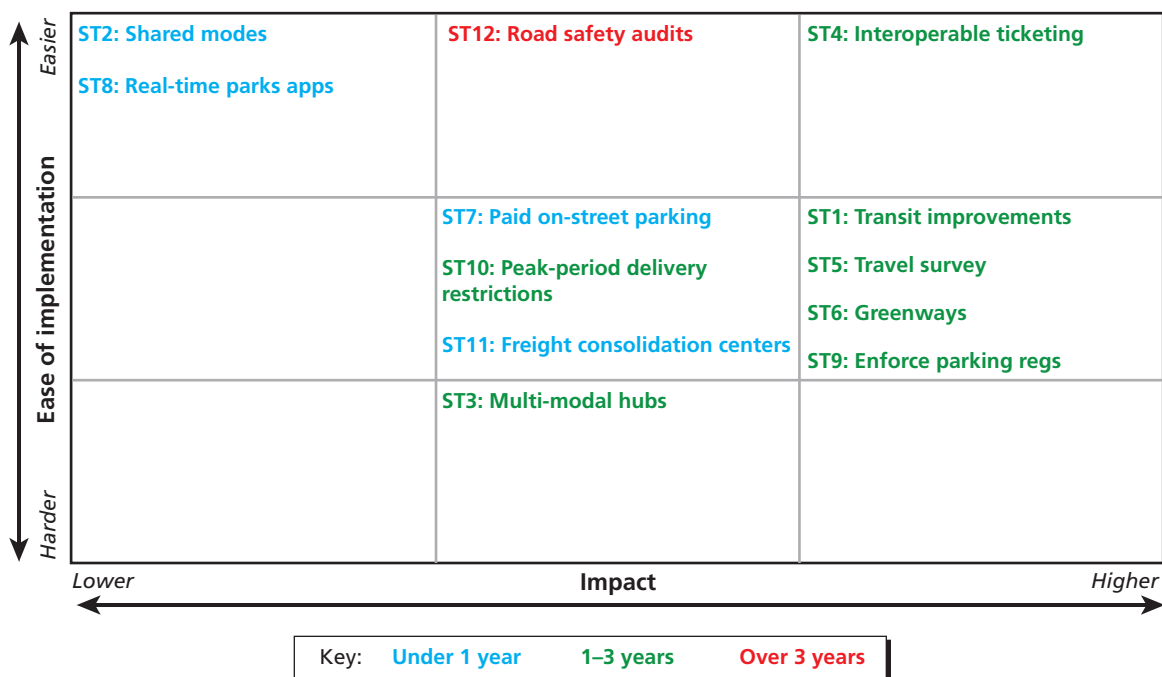 Easier
Ease of implementation
Harder
ST2: Shared modes
ST8: Real-time parks apps
ST12: Road safety audits
ST4: Interoperable ticketing
ST7: Paid on-street parking
ST10: Peak-period delivery
restrictions
ST11: Freight consolidation centers
ST1: Transit improvements
ST5: Travel survey
ST6: Greenways
ST9: Enforce parking regs
ST3: Multi-modal hubs
Lower
Impact
Higher
Key: Under 1 year 1–3 years Over 3 years